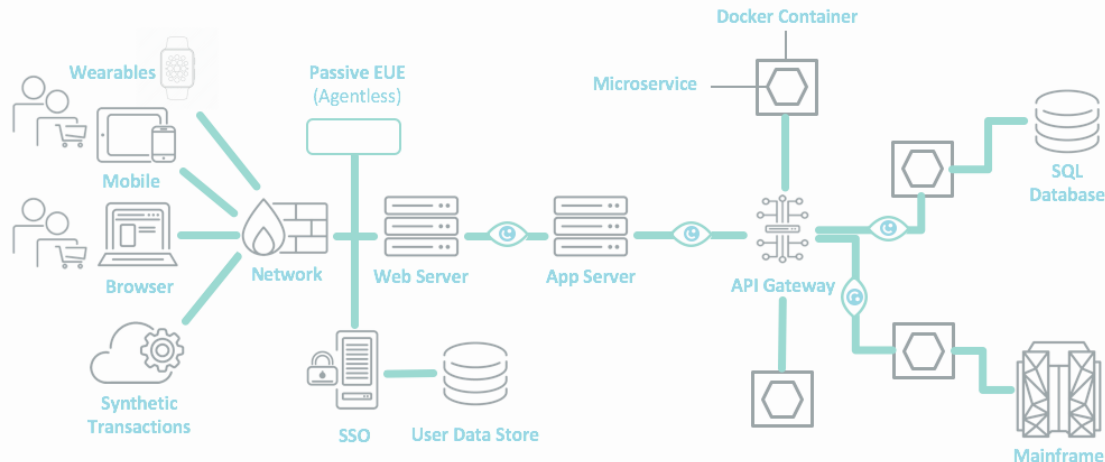 Docker Container
Wearables
Passive EUE
(Agentless)
Microservice
Mobile
SQL
Database
Browser
Network
Web Server
App Server
API Gateway
Synthetic
Transactions
SSO
User Data Store
Mainframe